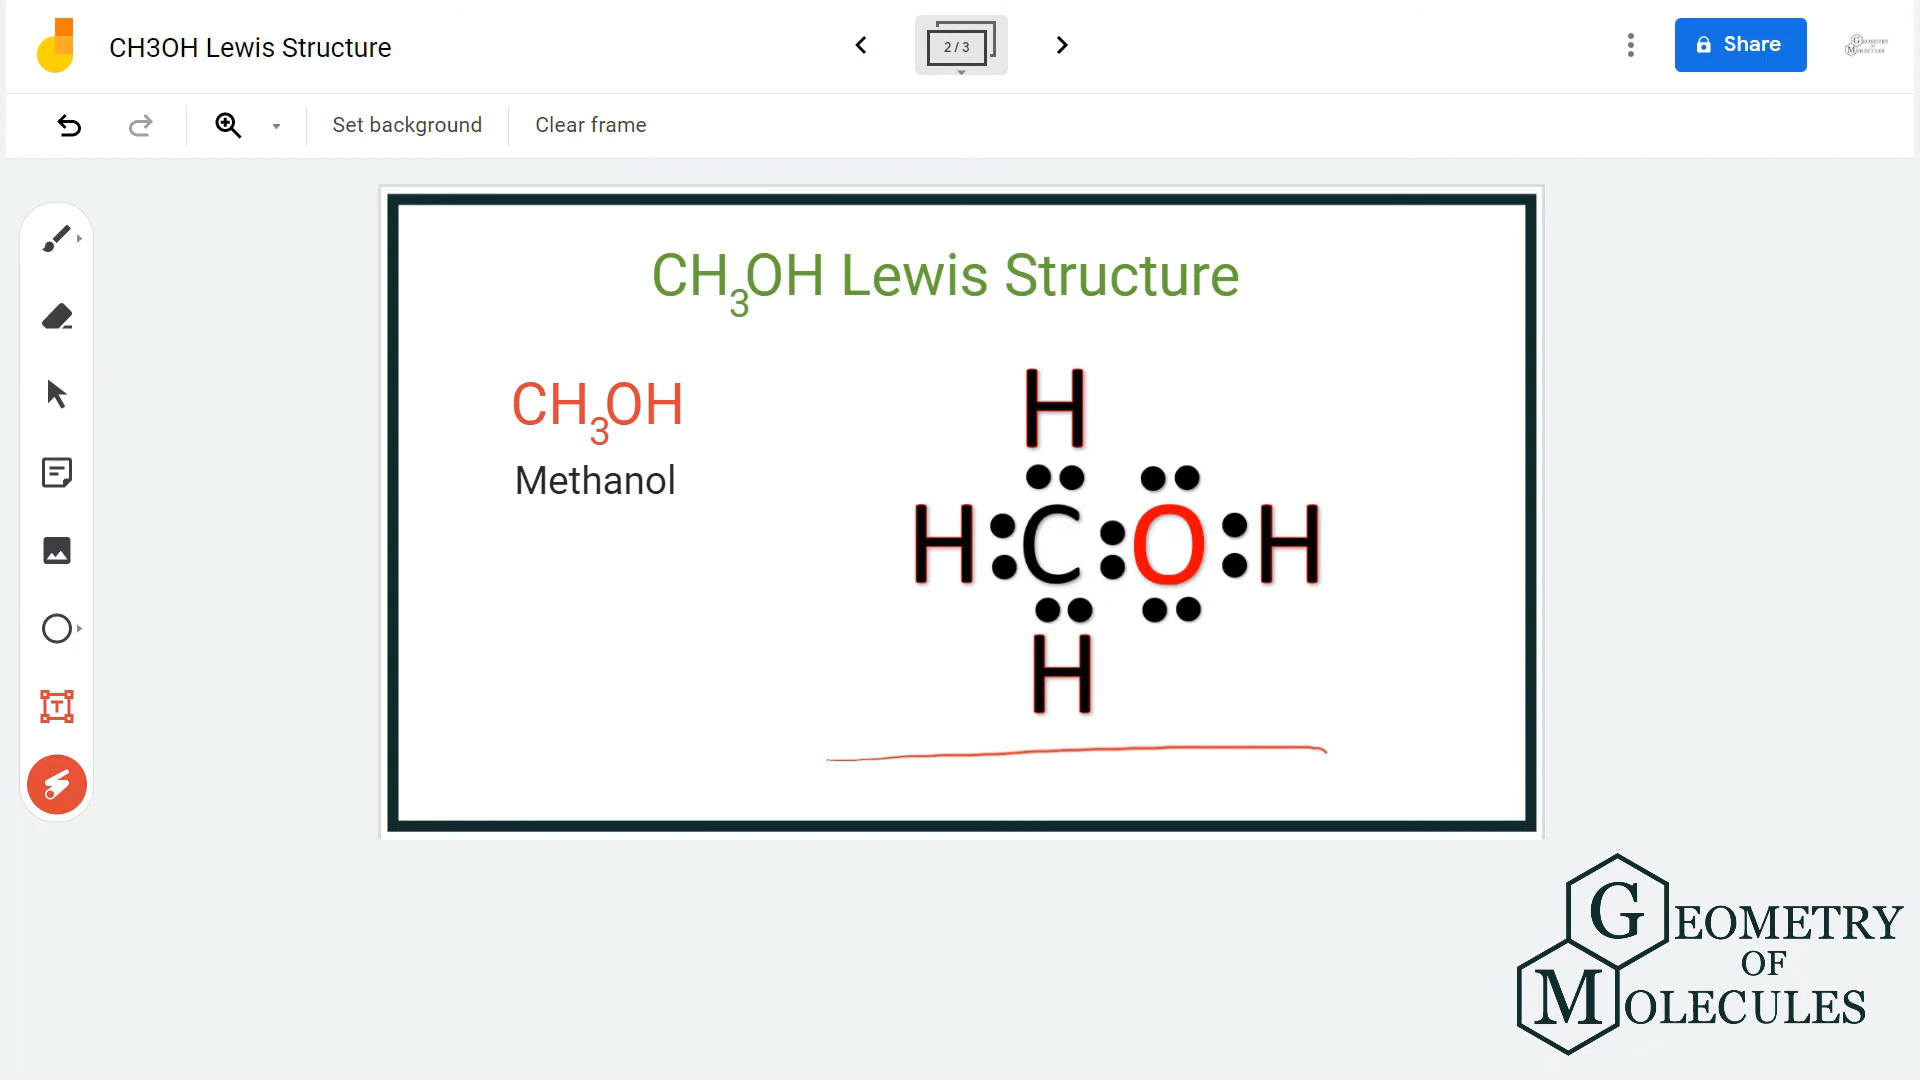 CH3OH Lewis Structure
2 / 3
Share
Set background
Clear frame
CH₃OH Lewis Structure
CH₃OH
Methanol
H
H : C : O : H
H
T
GEOMETRY
OF
MOLECULES